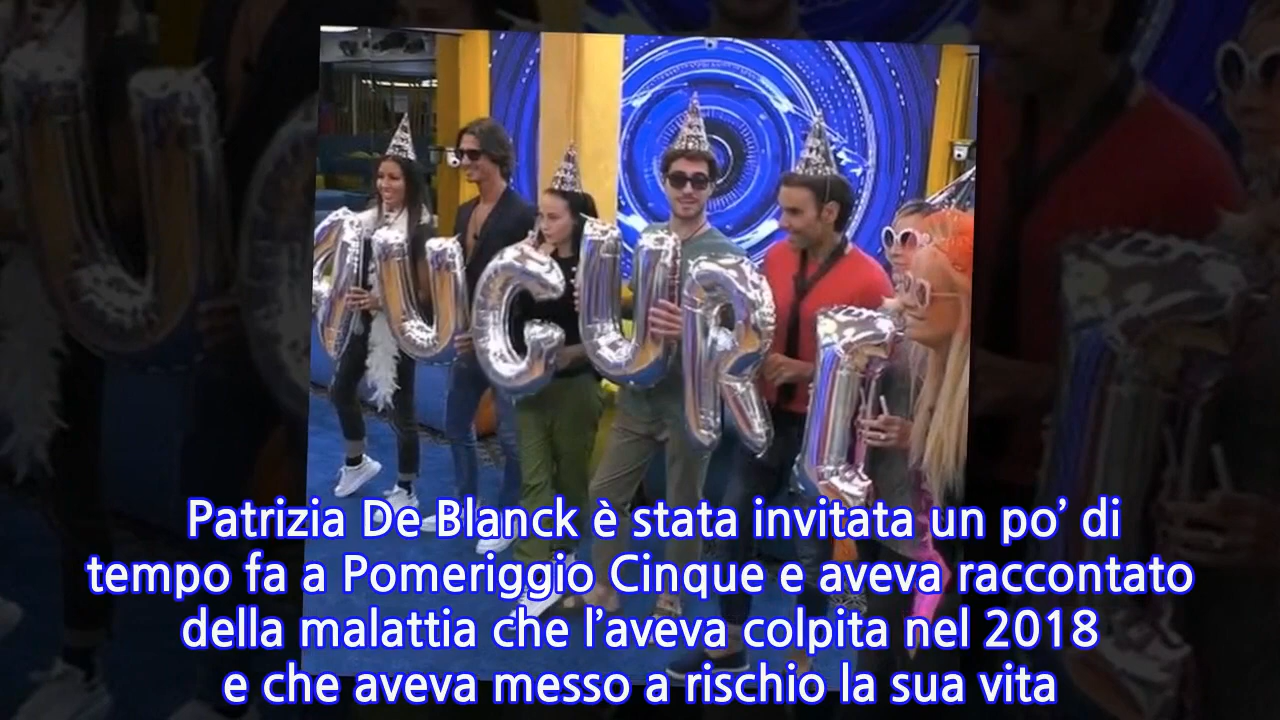 AUGURI
Patrizia De Blanck è stata invitata un po’ di
tempo fa a Pomeriggio Cinque e aveva raccontato
della malattia che l’aveva colpita nel 2018
e che aveva messo a rischio la sua vita